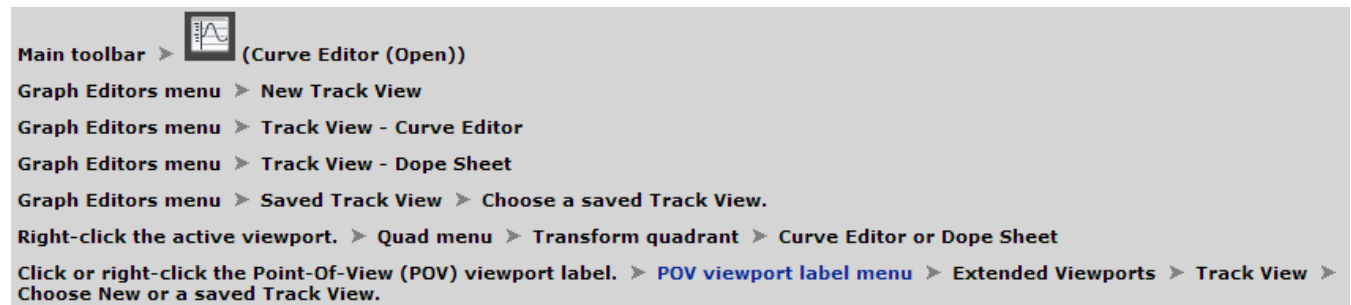 Main toolbar ➤ (Curve Editor (Open))
Graph Editors menu ➤ New Track View
Graph Editors menu ➤ Track View - Curve Editor
Graph Editors menu ➤ Track View - Dope Sheet
Graph Editors menu ➤ Saved Track View ➤ Choose a saved Track View.
Right-click the active viewport. ➤ Quad menu ➤ Transform quadrant ➤ Curve Editor or Dope Sheet
Click or right-click the Point-Of-View (POV) viewport label. ➤ POV viewport label menu ➤ Extended Viewports ➤ Track View ➤
Choose New or a saved Track View.